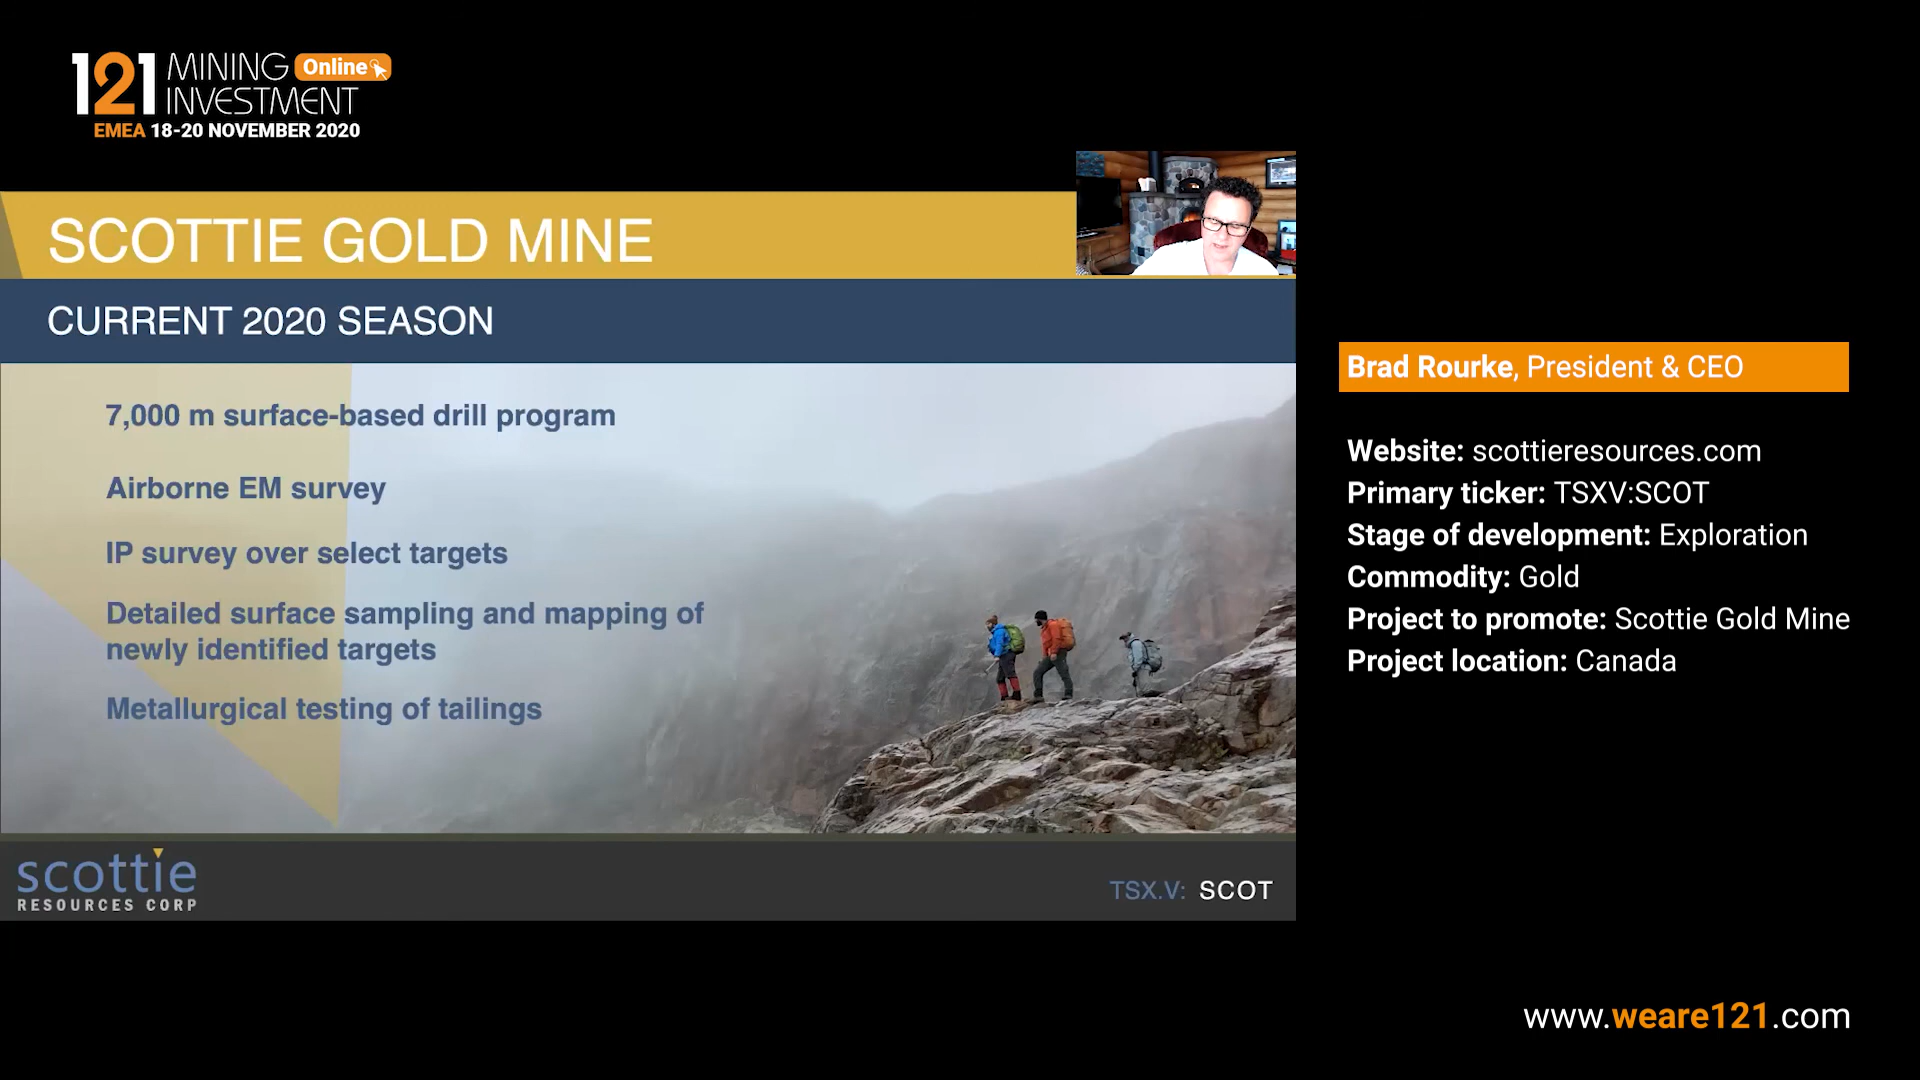 121 MINING Online
INVESTMENT
EMEA 18-20 NOVEMBER 2020
SCOTTIE GOLD MINE
CURRENT 2020 SEASON
7,000 m surface-based drill program
Airborne EM survey
IP survey over select targets
Detailed surface sampling and mapping of
newly identified targets
Metallurgical testing of tailings
scottie
RESOURCES CORP
TSX.V: SCOT
Brad Rourke, President & CEO
Website: scottieresources.com
Primary ticker: TSXV:SCOT
Stage of development: Exploration
Commodity: Gold
Project to promote: Scottie Gold Mine
Project location: Canada
www.weare121.com